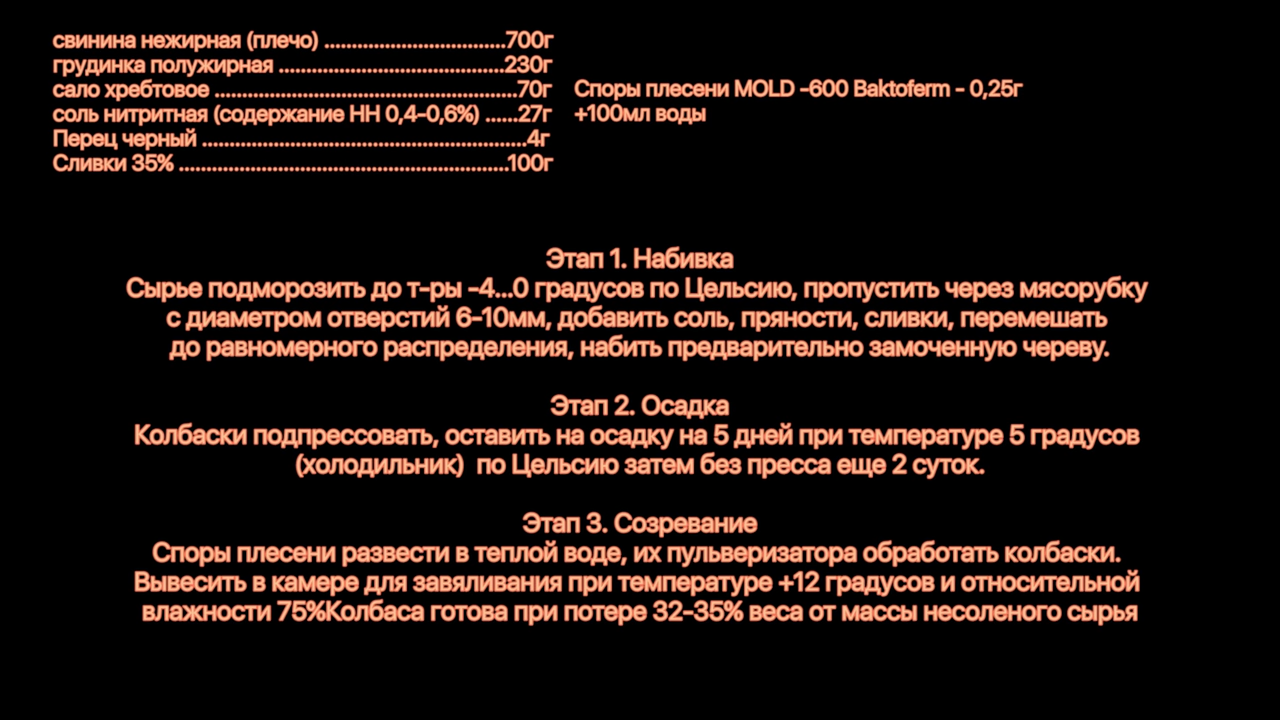 свинина нежирная (плечо) .................................700г
грудинка полужирная .........................................230г
сало хребтовое .......................................................70г
соль нитритная (содержание НН 0,4-0,6%) ......27г
Перец черный ...........................................................4г
Сливки 35% ............................................................100г
Споры плесени MOLD -600 Baktoferm - 0,25г
+100мл воды
Этап 1. Набивка
Сырье подморозить до т-ры -4...0 градусов по Цельсию, пропустить через мясорубку
с диаметром отверстий 6-10мм, добавить соль, пряности, сливки, перемешать
до равномерного распределения, набить предварительно замоченную череву.
Этап 2. Осадка
Колбаски подпрессовать, оставить на осадку на 5 дней при температуре 5 градусов
(холодильник)  по Цельсию затем без пресса еще 2 суток.
Этап 3. Созревание
Споры плесени развести в теплой воде, их пульверизатора обработать колбаски.
Вывесить в камере для завяливания при температуре +12 градусов и относительной
влажности 75%Колбаса готова при потере 32-35% веса от массы несоленого сырья